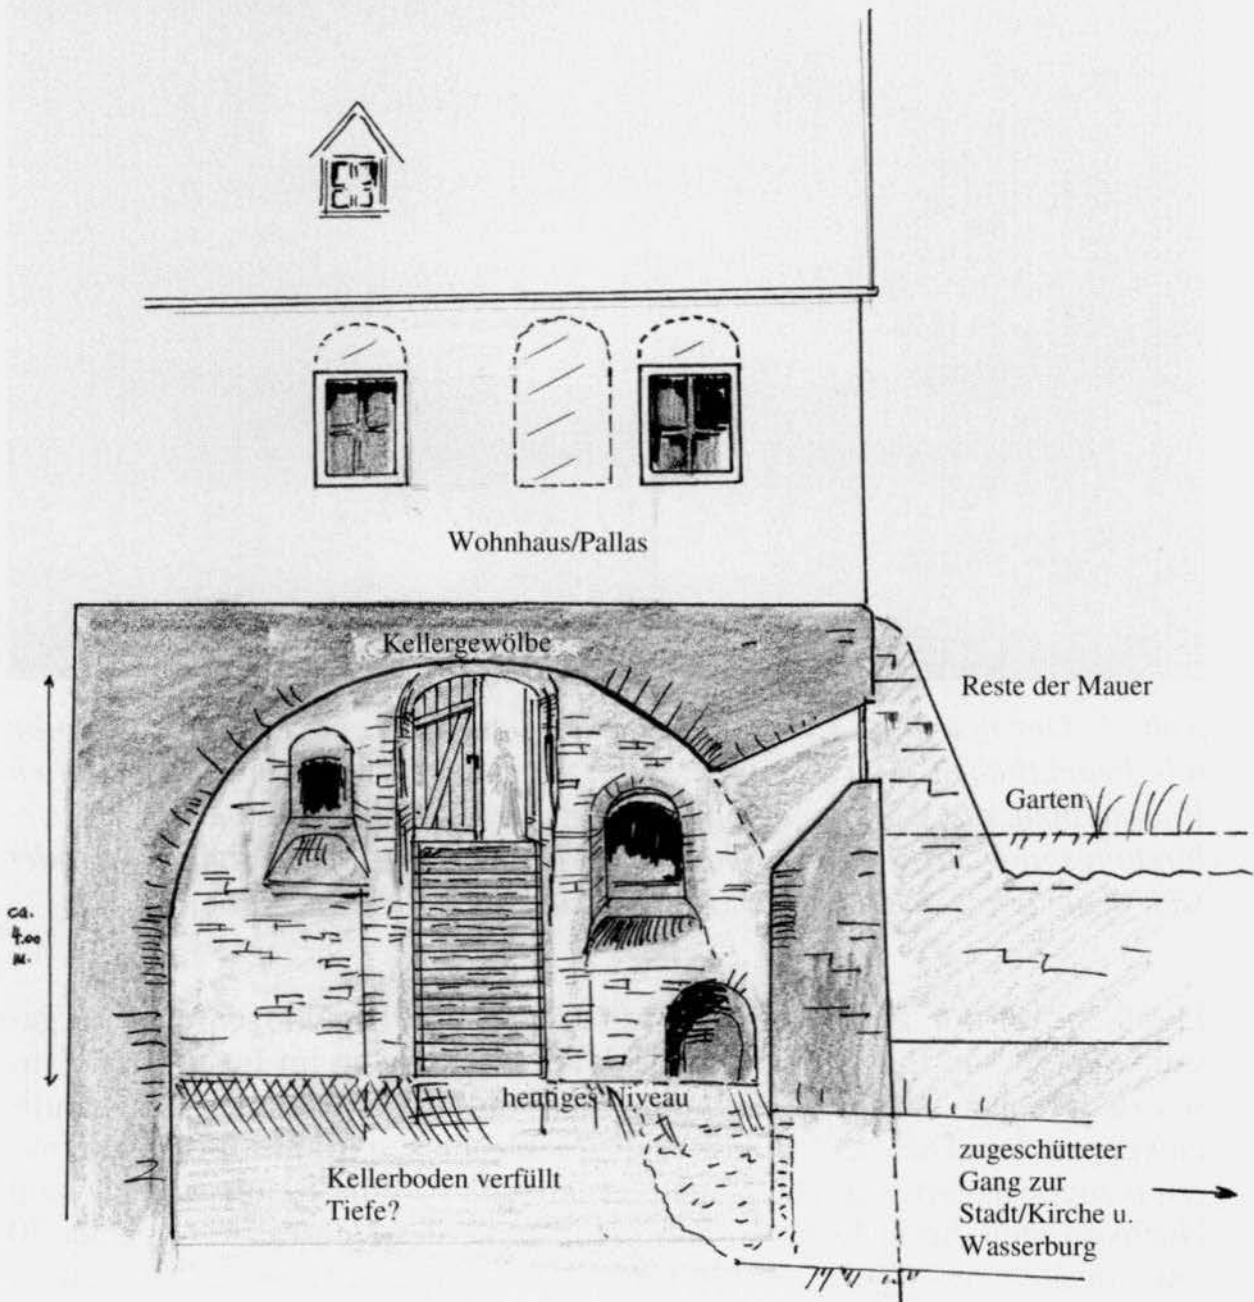 Wohnhaus/Pallas
Kellergewölbe
Reste der Mauer
Garten
ca.
4.00
M.
heutiges Niveau
Kellerboden verfüllt
Tiefe?
zugeschütteter
Gang zur
Stadt/Kirche u.
Wasserburg